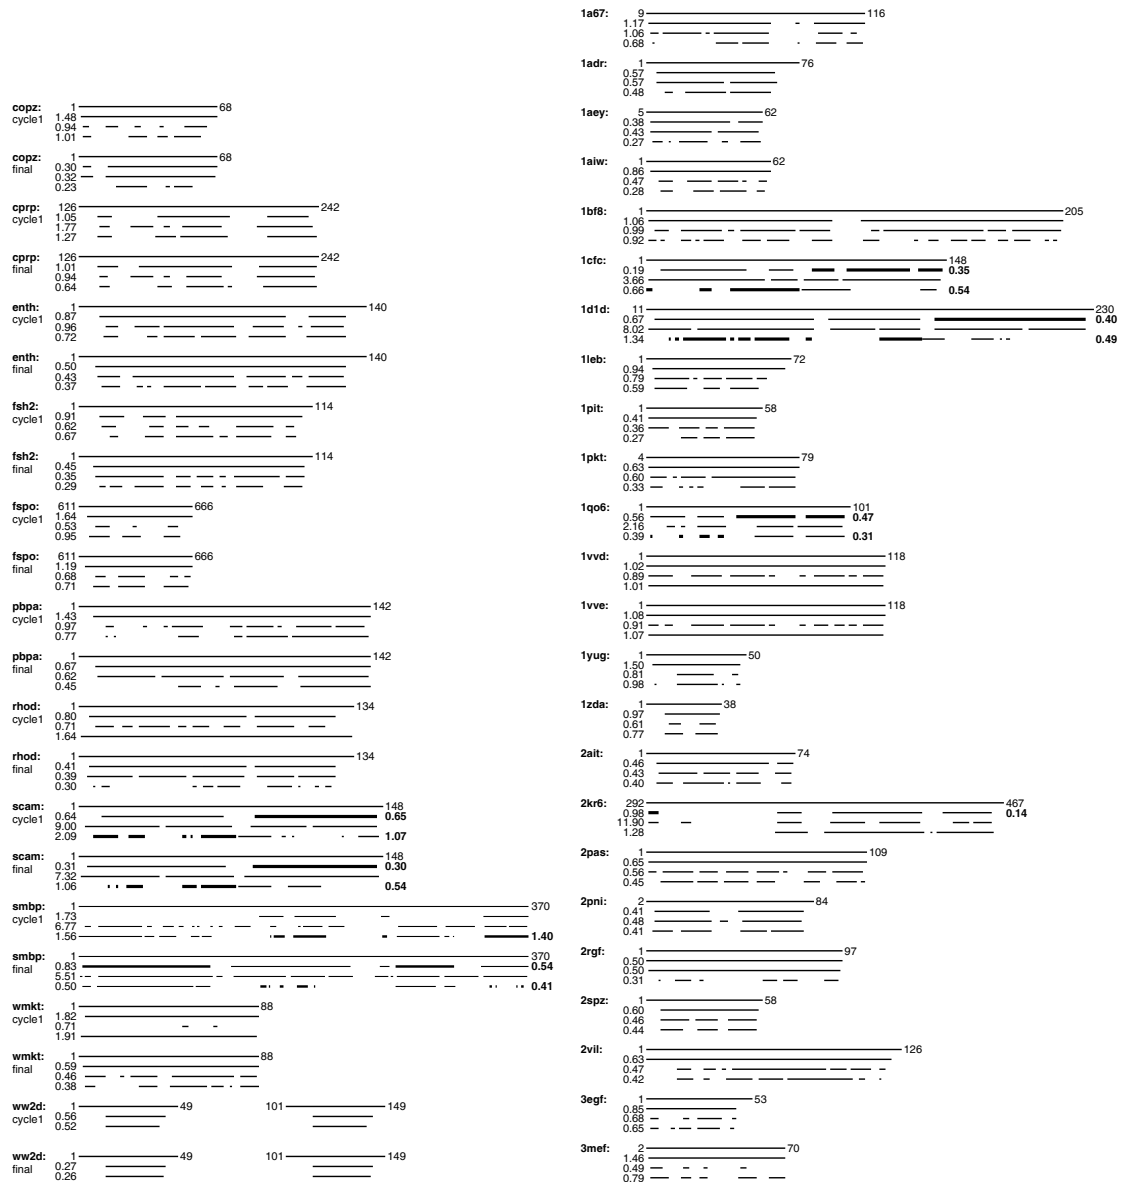 copz: 1 68
cycle1 1.48
0.94
1.01
copz: 1 68
final 0.30
0.32
0.23
cprp: 126 242
cycle1 1.05
1.77
1.27
cprp: 126 242
final 1.01
0.94
0.64
enth: 1 140
cycle1 0.87
0.96
0.72
enth: 1 140
final 0.50
0.43
0.37
fsh2: 1 114
cycle1 0.91
0.62
0.67
fsh2: 1 114
final 0.45
0.35
0.29
fspo: 611 666
cycle1 1.64
0.53
0.95
fspo: 611 666
final 1.19
0.68
0.71
pbpa: 1 142
cycle1 1.43
0.97
0.77
pbpa: 1 142
final 0.67
0.62
0.45
rhod: 1 134
cycle1 0.80
0.71
1.64
rhod: 1 134
final 0.41
0.39
0.30
scam: 1 148
cycle1 0.64 0.65
9.00
2.09 1.07
scam: 1 148
final 0.31 0.30
7.32
1.06 0.54
smbp: 1 370
cycle1 1.73
6.77
1.56 1.40
smbp: 1 370
final 0.83 0.54
5.51
0.50 0.41
wmkt: 1 88
cycle1 1.82
0.71
1.91
wmkt: 1 88
final 0.59
0.46
0.38
ww2d: 1 49 101 149
cycle1 0.56
0.52
ww2d: 1 49 101 149
final 0.27
0.26
1a67: 9 116
1.17
1.06
0.68
1adr: 1 76
0.57
0.57
0.48
1aey: 5 62
0.38
0.43
0.27
1aiw: 1 62
0.86
0.47
0.28
1bf8: 1 205
1.06
0.99
0.92
1cfc: 1 148
0.19 0.35
3.66
0.66 0.54
1d1d: 11 230
0.67 0.40
8.02
1.34 0.49
1leb: 1 72
0.94
0.79
0.59
1pit: 1 58
0.41
0.36
0.27
1pkt: 4 79
0.63
0.60
0.33
1qo6: 1 101
0.56 0.47
2.16
0.39 0.31
1vvd: 1 118
1.02
0.89
1.01
1vve: 1 118
1.08
0.91
1.07
1yug: 1 50
1.50
0.81
0.98
1zda: 1 38
0.97
0.61
0.77
2ait: 1 74
0.46
0.43
0.40
2kr6: 292 467
0.98 0.14
11.90
1.28
2pas: 1 109
0.65
0.56
0.45
2pni: 2 84
0.41
0.48
0.41
2rgf: 1 97
0.50
0.50
0.31
2spz: 1 58
0.60
0.46
0.44
2vil: 1 126
0.63
0.47
0.42
3egf: 1 53
0.85
0.68
0.65
3mef: 2 70
1.46
0.49
0.79